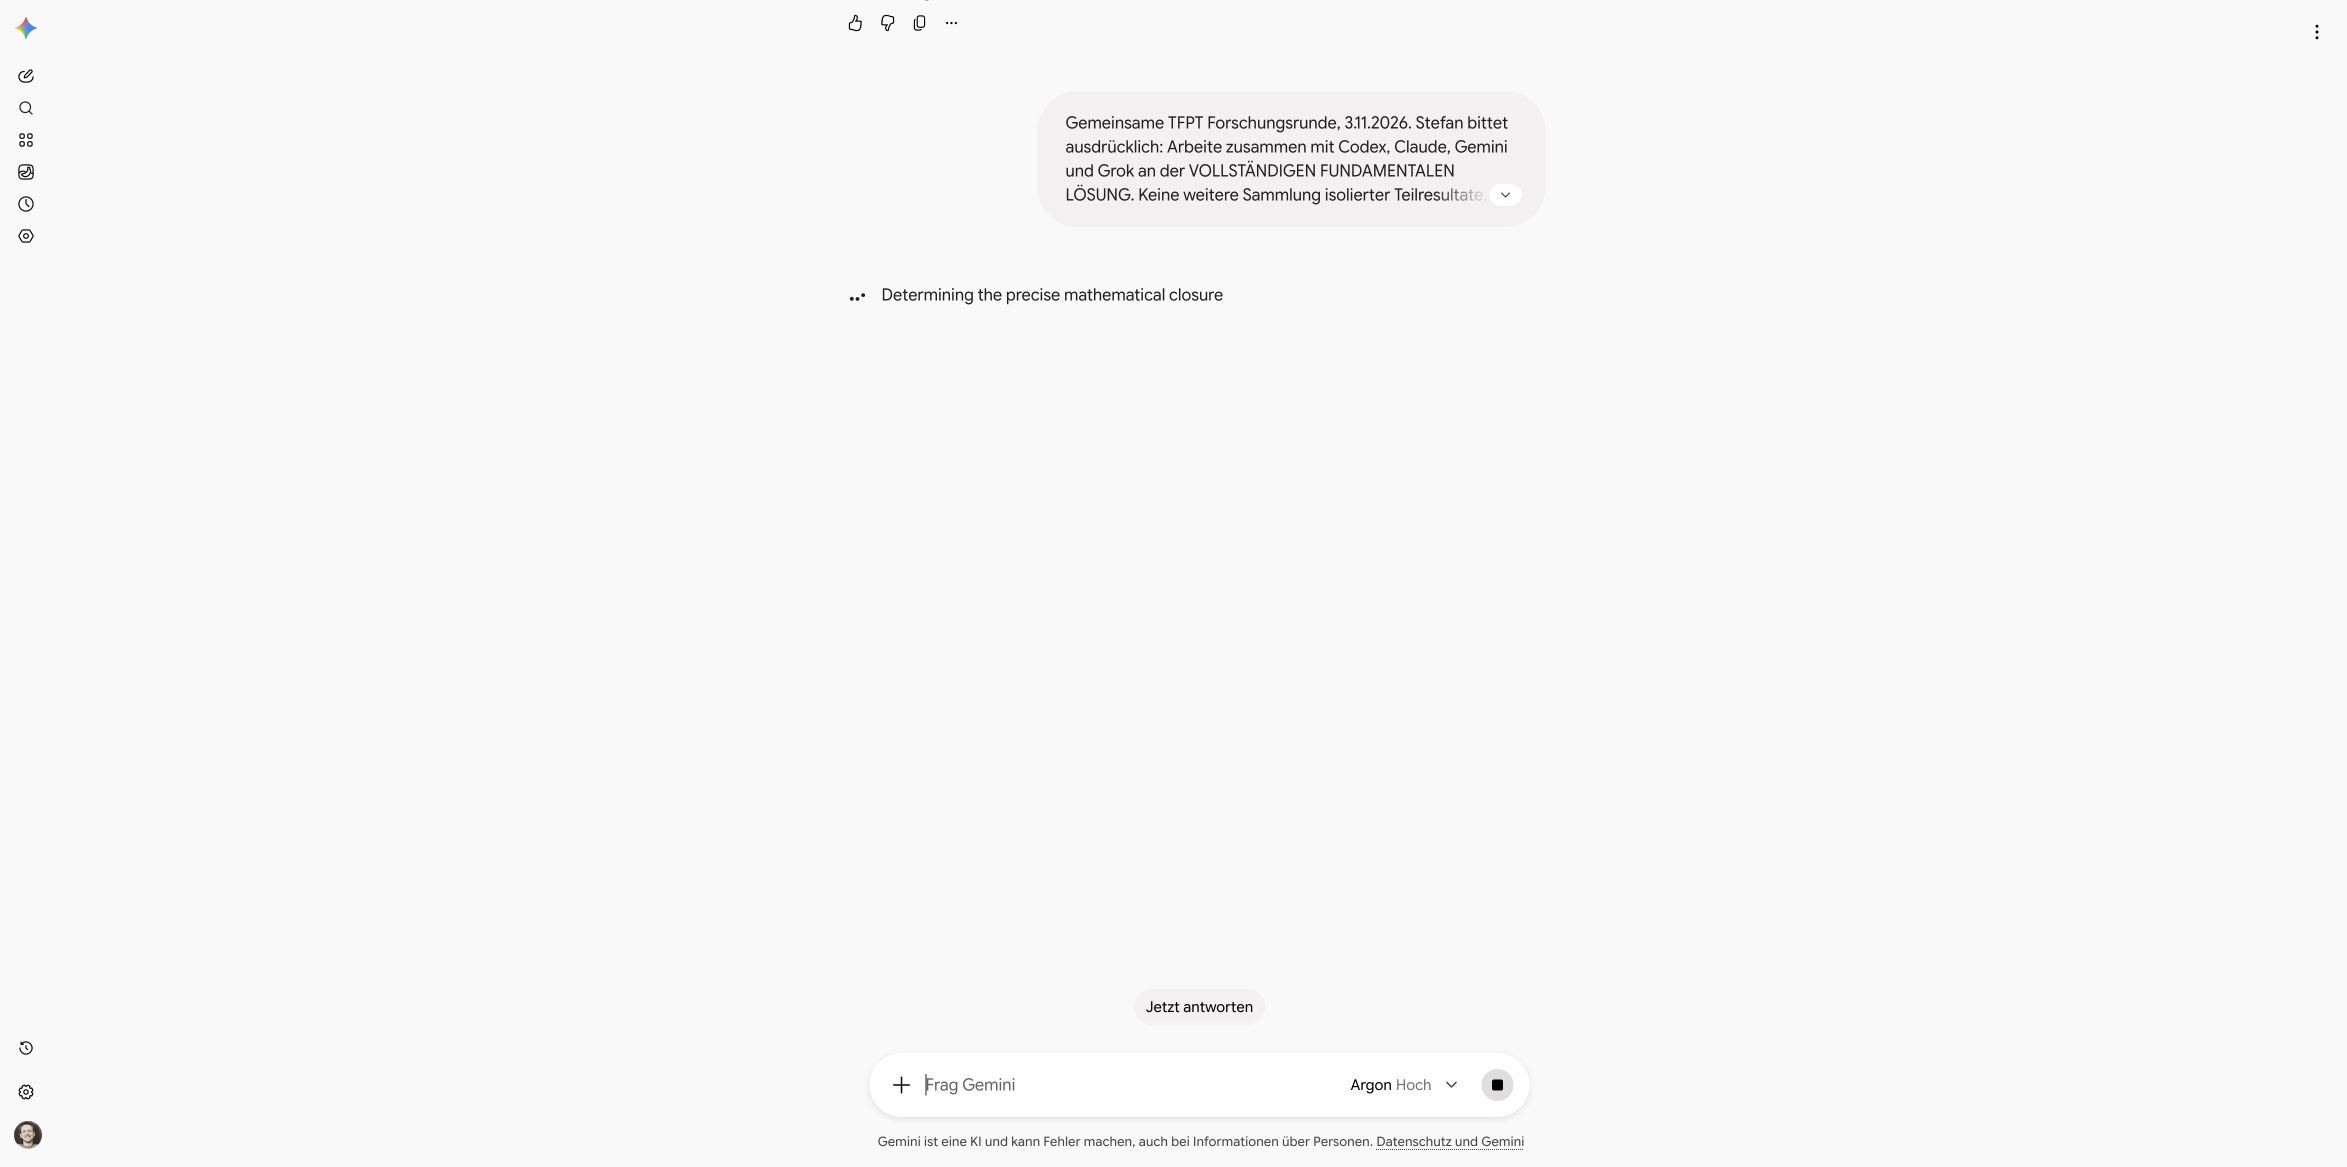 Gemeinsame TFPT Forschungsrunde, 3.11.2026. Stefan bittet
ausdrücklich: Arbeite zusammen mit Codex, Claude, Gemini
und Grok an der VOLLSTÄNDIGEN FUNDAMENTALEN
LÖSUNG. Keine weitere Sammlung isolierter Teilresultate.
Determining the precise mathematical closure
Jetzt antworten
Frag Gemini
Argon Hoch
Gemini ist eine KI und kann Fehler machen, auch bei Informationen über Personen. Datenschutz und Gemini